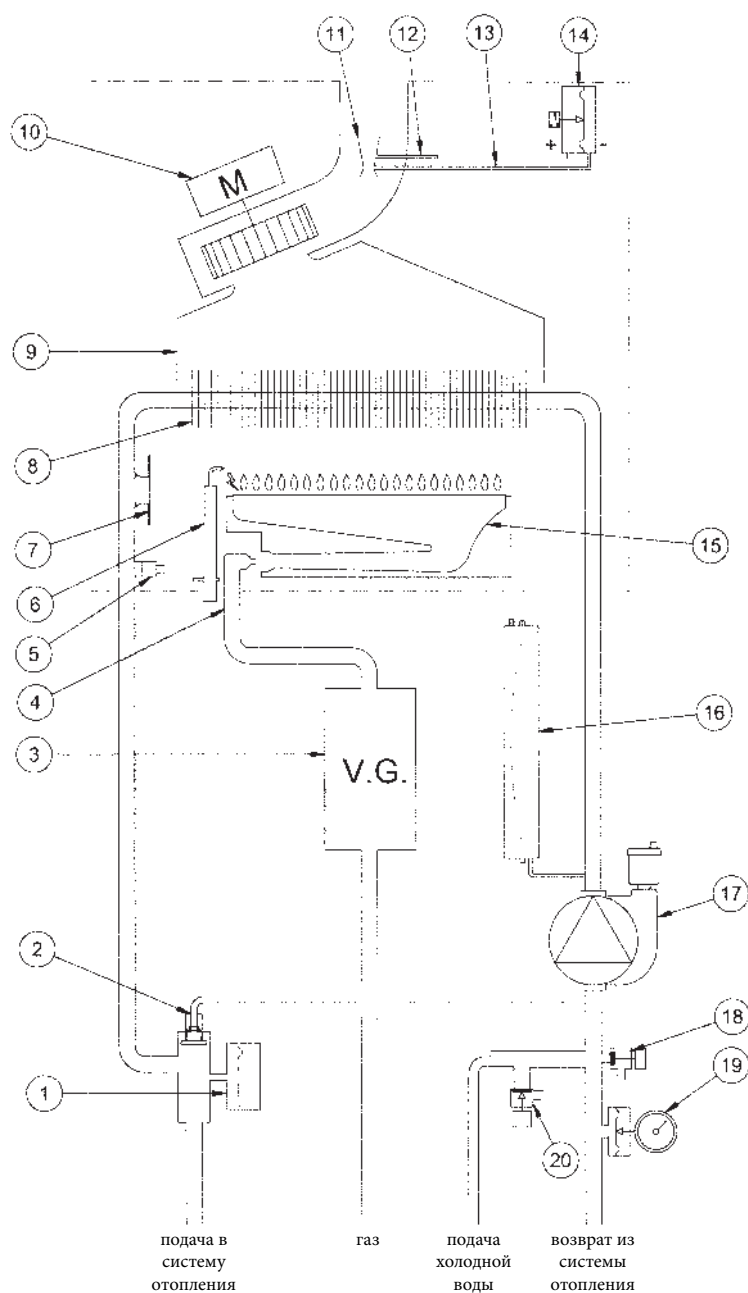 11
12
13
14
10
M
+
-
9
8
7
6
5
4
3
15
V.G.
16
17
2
18
1
19
20
подача в
систему
отопления
газ
подача
холодной
воды
возврат из
системы
отопления